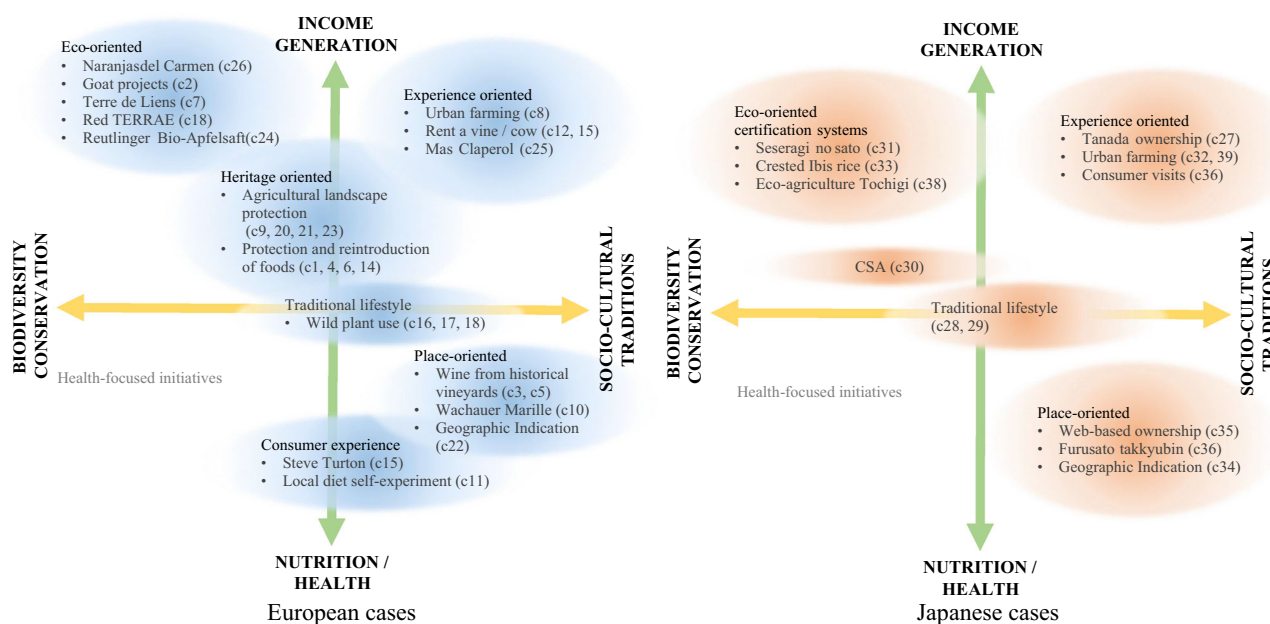 INCOME
GENERATION
Eco-oriented
• Naranjasdel Carmen (c26)
• Goat projects (c2)
• Terre de Liens (c7)
• Red TERRAE (c18)
• Reutlinger Bio-Apfelsaft(c24)
Experience oriented
• Urban farming (c8)
• Rent a vine / cow (c12, 15)
• Mas Claperol (c25)
Heritage oriented
• Agricultural landscape
protection
(c9, 20, 21, 23)
• Protection and reintroduction
of foods (c1, 4, 6, 14)
BIODIVERSITY
CONSERVATION
SOCIO-CULTURAL
TRADITIONS
Traditional lifestyle
• Wild plant use (c16, 17, 18)
Health-focused initiatives
Place-oriented
• Wine from historical
vineyards (c3, c5)
• Wachauer Marille (c10)
• Geographic Indication
(c22)
Consumer experience
• Steve Turton (c15)
• Local diet self-experiment (c11)
NUTRITION /
HEALTH
European cases
INCOME
GENERATION
Eco-oriented
certification systems
• Seseragi no sato (c31)
• Crested Ibis rice (c33)
• Eco-agriculture Tochigi (c38)
Experience oriented
• Tanada ownership (c27)
• Urban farming (c32, 39)
• Consumer visits (c36)
CSA (c30)
BIODIVERSITY
CONSERVATION
SOCIO-CULTURAL
TRADITIONS
Traditional lifestyle
(c28, 29)
Health-focused initiatives
Place-oriented
• Web-based ownership (c35)
• Furusato takkyubin (c36)
• Geographic Indication (c34)
NUTRITION /
HEALTH
Japanese cases